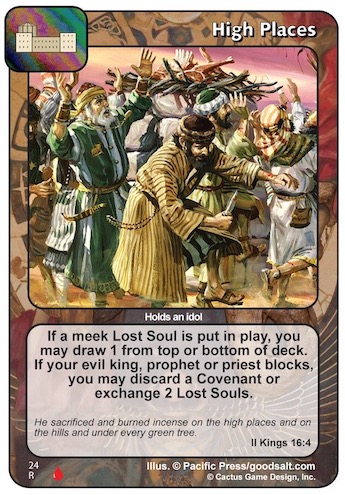 High Places
Holds an idol
If a meek Lost Soul is put in play, you
may draw 1 from top or bottom of deck.
If your evil king, prophet or priest blocks,
you may discard a Covenant or
exchange 2 Lost Souls.
He sacrificed and burned incense on the high places and on
the hills and under every green tree.
II Kings 16:4
24
R
Illus. © Pacific Press/goodsalt.com
© Cactus Game Design, Inc.